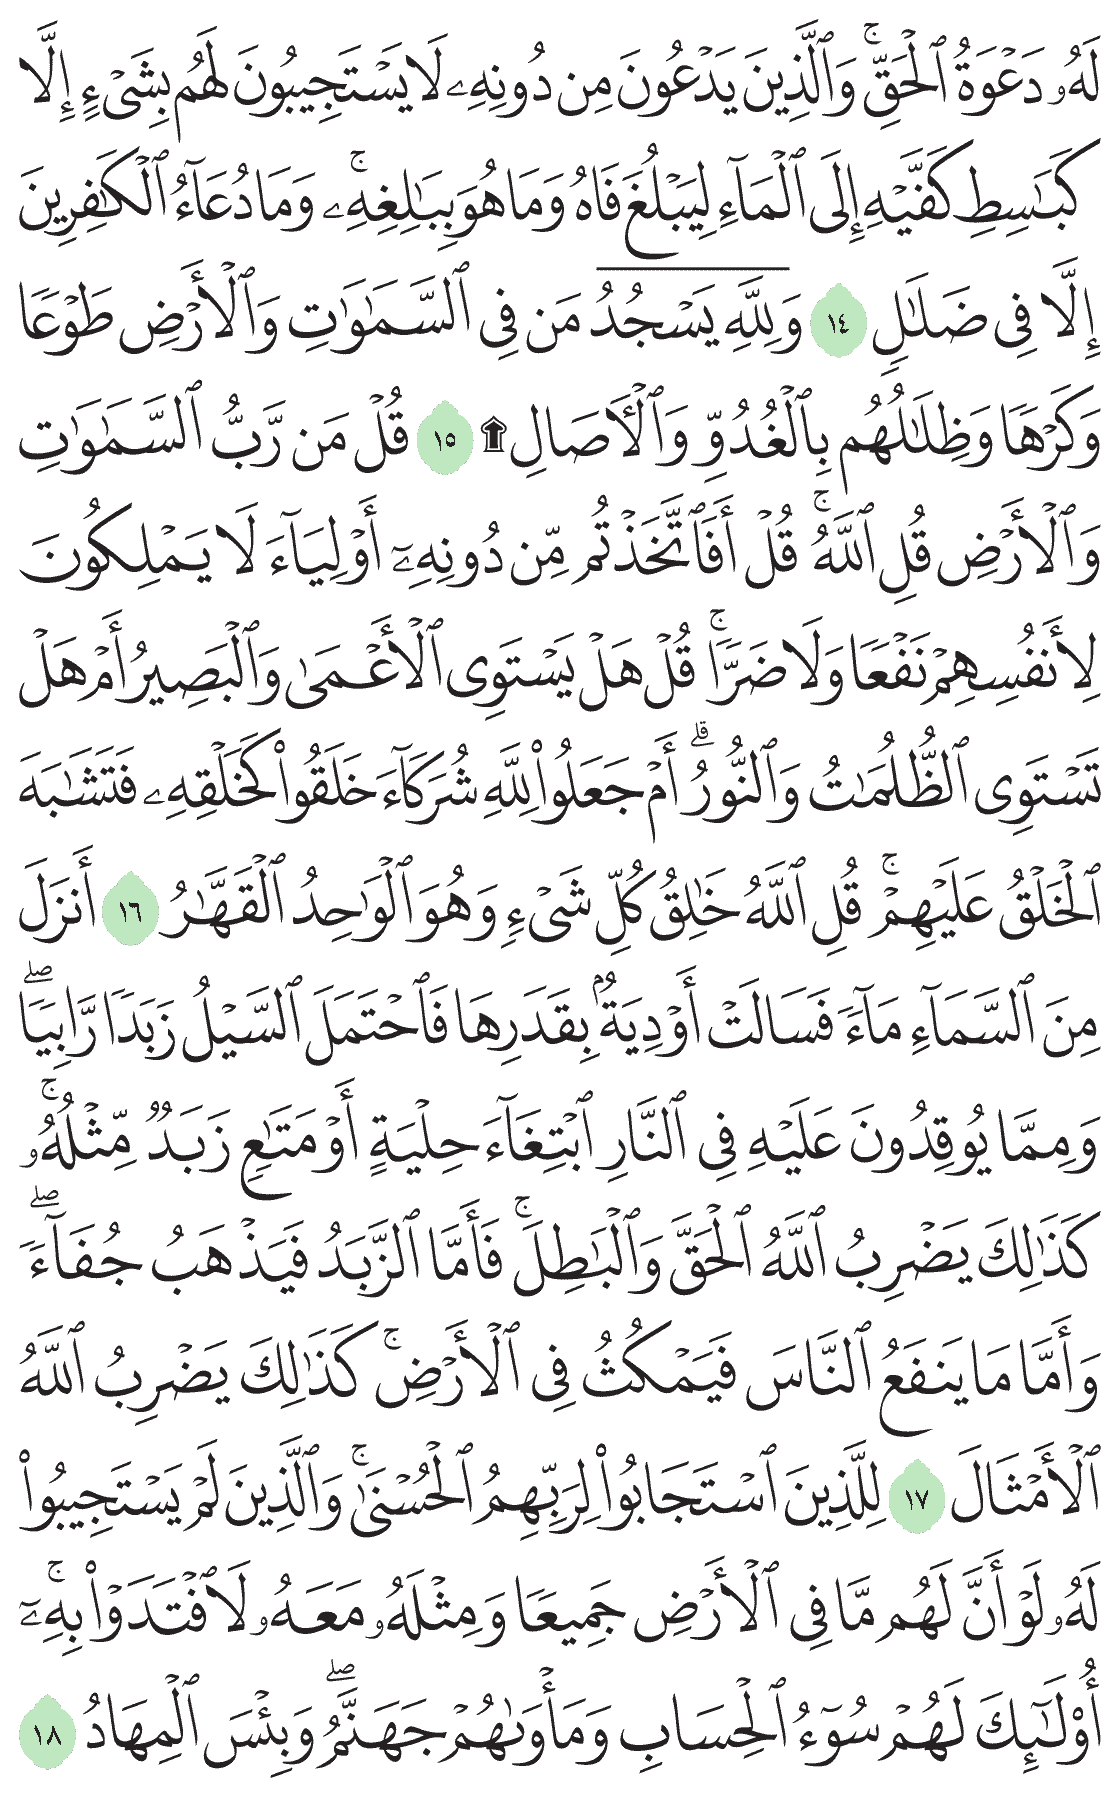 لَهُۥ دَعۡوَةُ ٱلۡحَقِّۚ وَٱلَّذِينَ يَدۡعُونَ مِن دُونِهِۦ لَا يَسۡتَجِيبُونَ لَهُم بِشَيۡءٍ إِلَّا
كَبَٰسِطِ كَفَّيۡهِ إِلَى ٱلۡمَآءِ لِيَبۡلُغَ فَاهُ وَمَا هُوَ بِبَٰلِغِهِۦۚ وَمَا دُعَآءُ ٱلۡكَٰفِرِينَ
إِلَّا فِي ضَلَٰلٖ ١٤ وَلِلَّهِۤ يَسۡجُدُۤ مَن فِي ٱلسَّمَٰوَٰتِ وَٱلۡأَرۡضِ طَوۡعٗا
وَكَرۡهٗا وَظِلَٰلُهُم بِٱلۡغُدُوِّ وَٱلۡأٓصَالِ۩ ١٥ قُلۡ مَن رَّبُّ ٱلسَّمَٰوَٰتِ
وَٱلۡأَرۡضِ قُلِ ٱللَّهُۚ قُلۡ أَفَٱتَّخَذۡتُم مِّن دُونِهِۦٓ أَوۡلِيَآءَ لَا يَمۡلِكُونَ
لِأَنفُسِهِمۡ نَفۡعٗا وَلَا ضَرّٗاۚ قُلۡ هَلۡ يَسۡتَوِي ٱلۡأَعۡمَىٰ وَٱلۡبَصِيرُ أَمۡ هَلۡ
تَسۡتَوِي ٱلظُّلُمَٰتُ وَٱلنُّورُۗ أَمۡ جَعَلُواْ لِلَّهِ شُرَكَآءَ خَلَقُواْ كَخَلۡقِهِۦ فَتَشَٰبَهَ
ٱلۡخَلۡقُ عَلَيۡهِمۡۚ قُلِ ٱللَّهُ خَٰلِقُ كُلِّ شَيۡءٖ وَهُوَ ٱلۡوَٰحِدُ ٱلۡقَهَّٰرُ ١٦ أَنزَلَ
مِنَ ٱلسَّمَآءِ مَآءٗ فَسَالَتۡ أَوۡدِيَةُۢ بِقَدَرِهَا فَٱحۡتَمَلَ ٱلسَّيۡلُ زَبَدٗا رَّابِيٗاۖ
وَمِمَّا يُوقِدُونَ عَلَيۡهِ فِي ٱلنَّارِ ٱبۡتِغَآءَ حِلۡيَةٍ أَوۡ مَتَٰعٖ زَبَدٞ مِّثۡلُهُۥۚ
كَذَٰلِكَ يَضۡرِبُ ٱللَّهُ ٱلۡحَقَّ وَٱلۡبَٰطِلَۚ فَأَمَّا ٱلزَّبَدُ فَيَذۡهَبُ جُفَآءٗۖ
وَأَمَّا مَا يَنفَعُ ٱلنَّاسَ فَيَمۡكُثُ فِي ٱلۡأَرۡضِۚ كَذَٰلِكَ يَضۡرِبُ ٱللَّهُ
ٱلۡأَمۡثَالَ ١٧ لِلَّذِينَ ٱسۡتَجَابُواْ لِرَبِّهِمُ ٱلۡحُسۡنَىٰۚ وَٱلَّذِينَ لَمۡ يَسۡتَجِيبُواْ
لَهُۥ لَوۡ أَنَّ لَهُم مَّا فِي ٱلۡأَرۡضِ جَمِيعٗا وَمِثۡلَهُۥ مَعَهُۥ لَٱفۡتَدَوۡاْ بِهِۦٓۚ
أُوْلَٰٓئِكَ لَهُمۡ سُوٓءُ ٱلۡحِسَابِ وَمَأۡوَىٰهُمۡ جَهَنَّمُۖ وَبِئۡسَ ٱلۡمِهَادُ ١٨